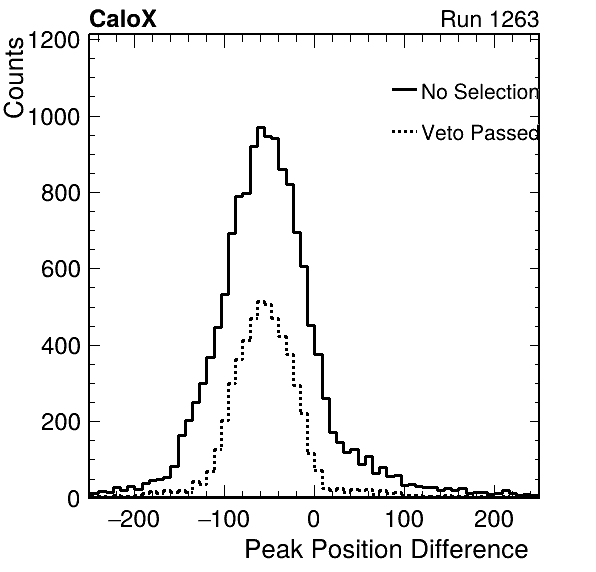 CaloX Run 1263
Counts
1200
1000
800
600
400
200
0
No Selection
Veto Passed
−200 −100 0 100 200
Peak Position Difference